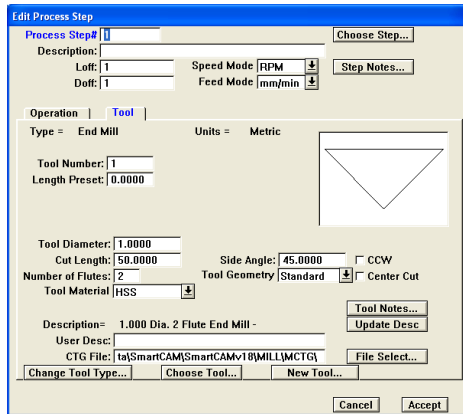 Edit Process Step
Process Step# 1 Choose Step...
Description:
Loff: 1 Speed Mode RPM Step Notes...
Doff: 1 Feed Mode mm/min
Operation Tool
Type = End Mill Units = Metric
Tool Number: 1
Length Preset: 0.0000
Tool Diameter: 1.0000
Cut Length: 50.0000 Side Angle: 45.0000 CCW
Number of Flutes: 2 Tool Geometry Standard Center Cut
Tool Material HSS
Tool Notes...
Description= 1.000 Dia. 2 Flute End Mill - Update Desc
User Desc:
CTG File: ta\SmartCAM\SmartCAMv18\MILL\MCTG\ File Select...
Change Tool Type... Choose Tool... New Tool...
Cancel Accept